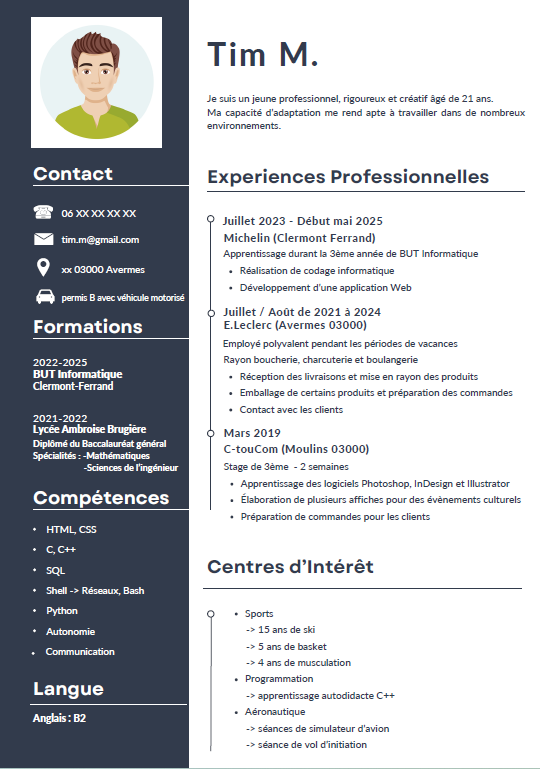 Tim M.
Je suis un jeune professionnel, rigoureux et créatif âgé de 21 ans.
Ma capacité d'adaptation me rend apte à travailler dans de nombreux
environnements.
Contact
06 XX XX XX XX
tim.m@gmail.com
xx 03000 Avermes
permis B avec véhicule motorisé
Formations
2022-2025
BUT Informatique
Clermont-Ferrand
2021-2022
Lycée Ambroise Brugière
Diplômé du Baccalauréat général
Spécialités : -Mathématiques
-Sciences de l'ingénieur
Compétences
• HTML, CSS
• C, C++
• SQL
• Shell -> Réseaux, Bash
• Python
• Autonomie
• Communication
Langue
Anglais : B2
Experiences Professionnelles
Juillet 2023 - Début mai 2025
Michelin (Clermont Ferrand)
Apprentissage durant la 3ème année de BUT Informatique
• Réalisation de codage informatique
• Développement d'une application Web
Juillet / Août de 2021 à 2024
E.Leclerc (Avermes 03000)
Employé polyvalent pendant les périodes de vacances
Rayon boucherie, charcuterie et boulangerie
• Réception des livraisons et mise en rayon des produits
• Emballage de certains produits et préparation des commandes
• Contact avec les clients
Mars 2019
C-touCom (Moulins 03000)
Stage de 3ème - 2 semaines
• Apprentissage des logiciels Photoshop, InDesign et Illustrator
• Élaboration de plusieurs affiches pour des évènements culturels
• Préparation de commandes pour les clients
Centres d'Intérêt
• Sports
-> 15 ans de ski
-> 5 ans de basket
-> 4 ans de musculation
• Programmation
-> apprentissage autodidacte C++
• Aéronautique
-> séances de simulateur d'avion
-> séance de vol d'initiation